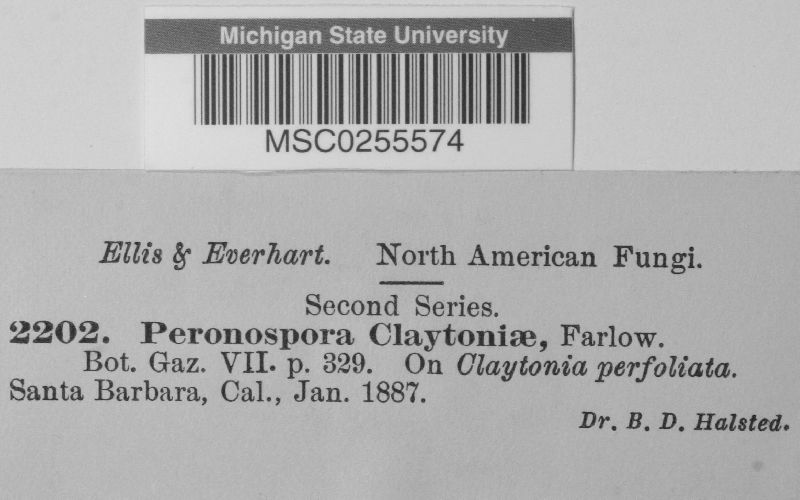 Michigan State University
MSC0255574
Ellis & Everhart. North American Fungi.
Second Series.
2202. Peronospora Claytoniæ, Farlow.
Bot. Gaz. VII. p. 329. On Claytonia perfoliata.
Santa Barbara, Cal., Jan. 1887.
Dr. B. D. Halsted.